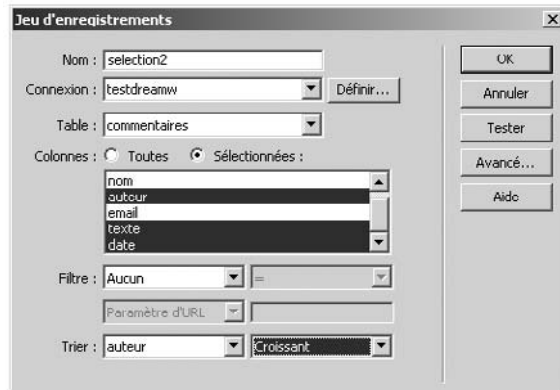 Jeu d'enregistrements
Nom : selection2
OK
Connexion : testdreamw Définir...
Annuler
Table : commentaires
Tester
Colonnes : Toutes Sélectionnées :
Avancé...
nom
auteur
Aide
email
texte
date
Filtre : Aucun =
Paramètre d'URL
Trier : auteur Croissant